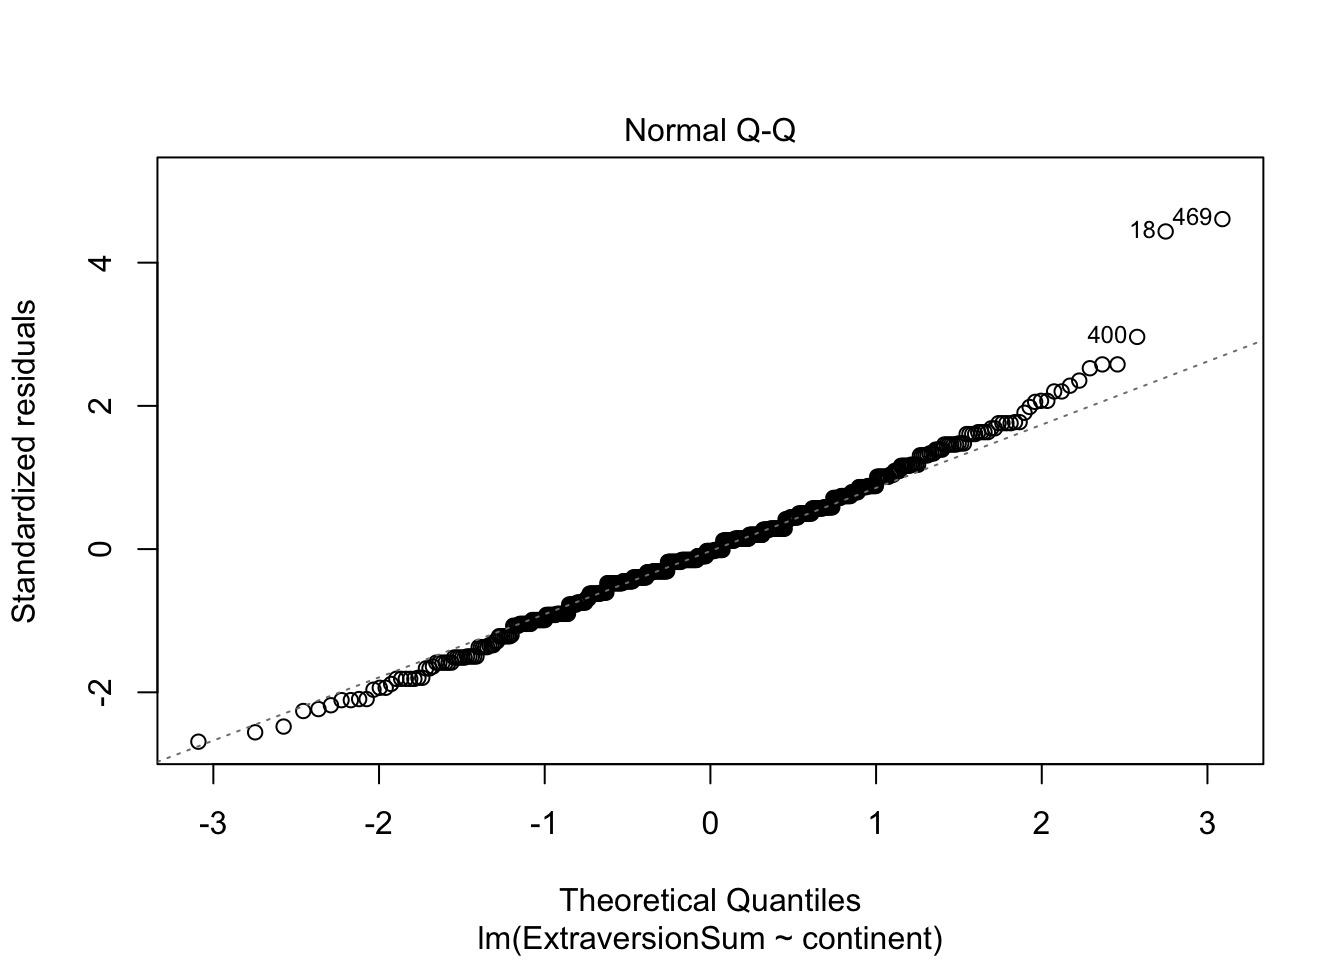 Normal Q-Q
Standardized residuals
4
2
0
-2
18
469
400
-3 -2 -1 0 1 2 3
Theoretical Quantiles
lm(ExtraversionSum ~ continent)